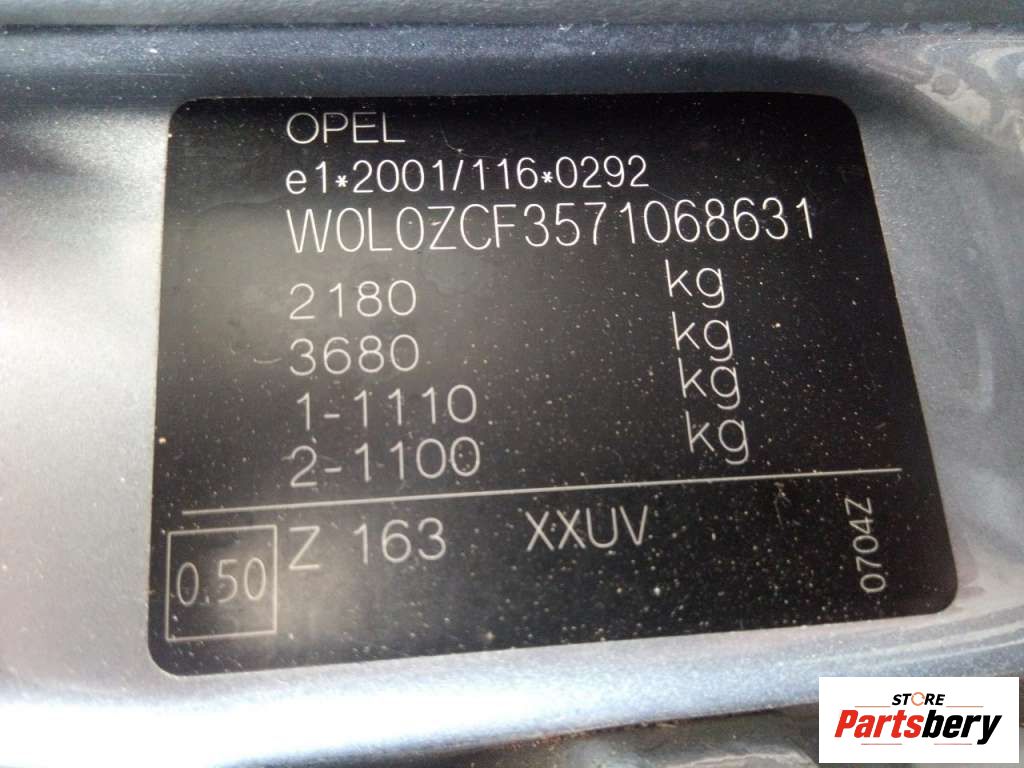 OPEL
e1*2001/116*0292
W0L0ZCF3571068631
2180 kg
3680 kg
1-1110 kg
2-1100 kg
0.50 Z 163 XXUV
0704Z
STORE
Partsbery